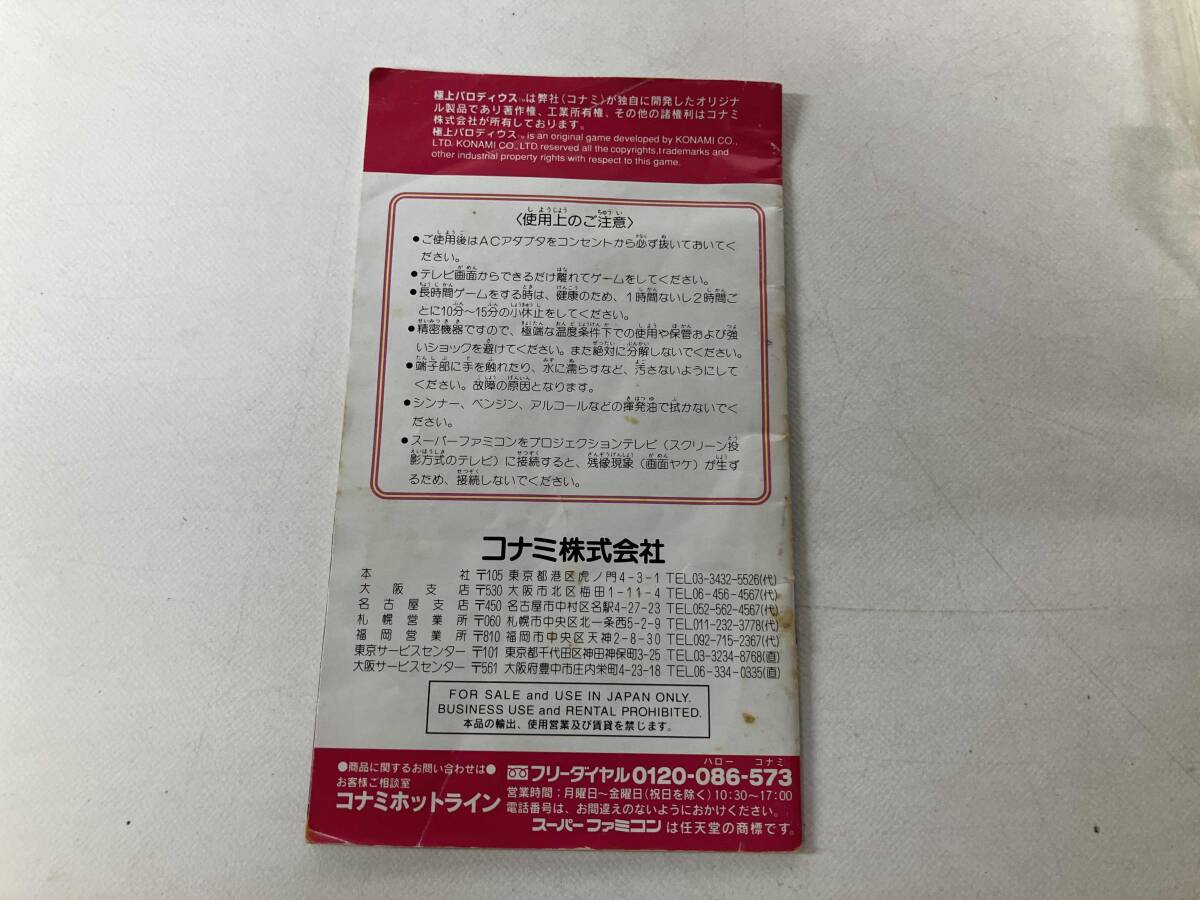 極上パロディウス™は弊社（コナミ）が独自に開発したオリジナ
ル製品であり著作権、工業所有権、その他の諸権利はコナミ
株式会社が所有しております。
極上パロディウス™ is an original game developed by KONAMI CO.,
LTD. KONAMI CO., LTD. reserved all the copyrights, trademarks and
other industrial property rights with respect to this game.
〈使用上のご注意〉
●ご使用後はACアダプタをコンセントから必ず抜いておいてく
ださい。
●テレビ画面からできるだけ離れてゲームをしてください。
●長時間ゲームをする時は、健康のため、1時間ないし2時間ご
とに10分～15分の小休止をしてください。
●精密機器ですので、極端な温度条件下での使用や保管および強
いショックを避けてください。また絶対に分解しないでください。
●端子部に手を触れたり、水に濡らすなど、汚さないようにして
ください。故障の原因となります。
●シンナー、ベンジン、アルコールなどの揮発油で拭かないでく
ださい。
●スーパーファミコンをプロジェクションテレビ（スクリーン投
影方式のテレビ）に接続すると、残像現象（画面ヤケ）が生ず
るため、接続しないでください。
コナミ株式会社
本社 〒105 東京都港区虎ノ門4-3-1 TEL03-3432-5526(代)
大阪支店 〒530 大阪市北区梅田1-11-4 TEL06-456-4567(代)
名古屋支店 〒450 名古屋市中村区名駅4-27-23 TEL052-562-4567(代)
札幌営業所 〒060 札幌市中央区北一条西5-2-9 TEL011-232-3778(代)
福岡営業所 〒810 福岡市中央区天神2-8-30 TEL092-715-2367(代)
東京サービスセンター 〒101 東京都千代田区神田神保町3-25 TEL03-3234-8768(直)
大阪サービスセンター 〒561 大阪府豊中市庄内栄町4-23-18 TEL06-334-0335(直)
FOR SALE and USE IN JAPAN ONLY.
BUSINESS USE and RENTAL PROHIBITED.
本品の輸出、使用営業及び賃貸を禁じます。
●商品に関するお問い合わせは●
お客様ご相談室
コナミホットライン
ハロー コナミ
フリーダイヤル0120-086-573
営業時間：月曜日～金曜日(祝日を除く)10:30～17:00
電話番号は、お間違えのないようにおかけください。
スーパーファミコンは任天堂の商標です。